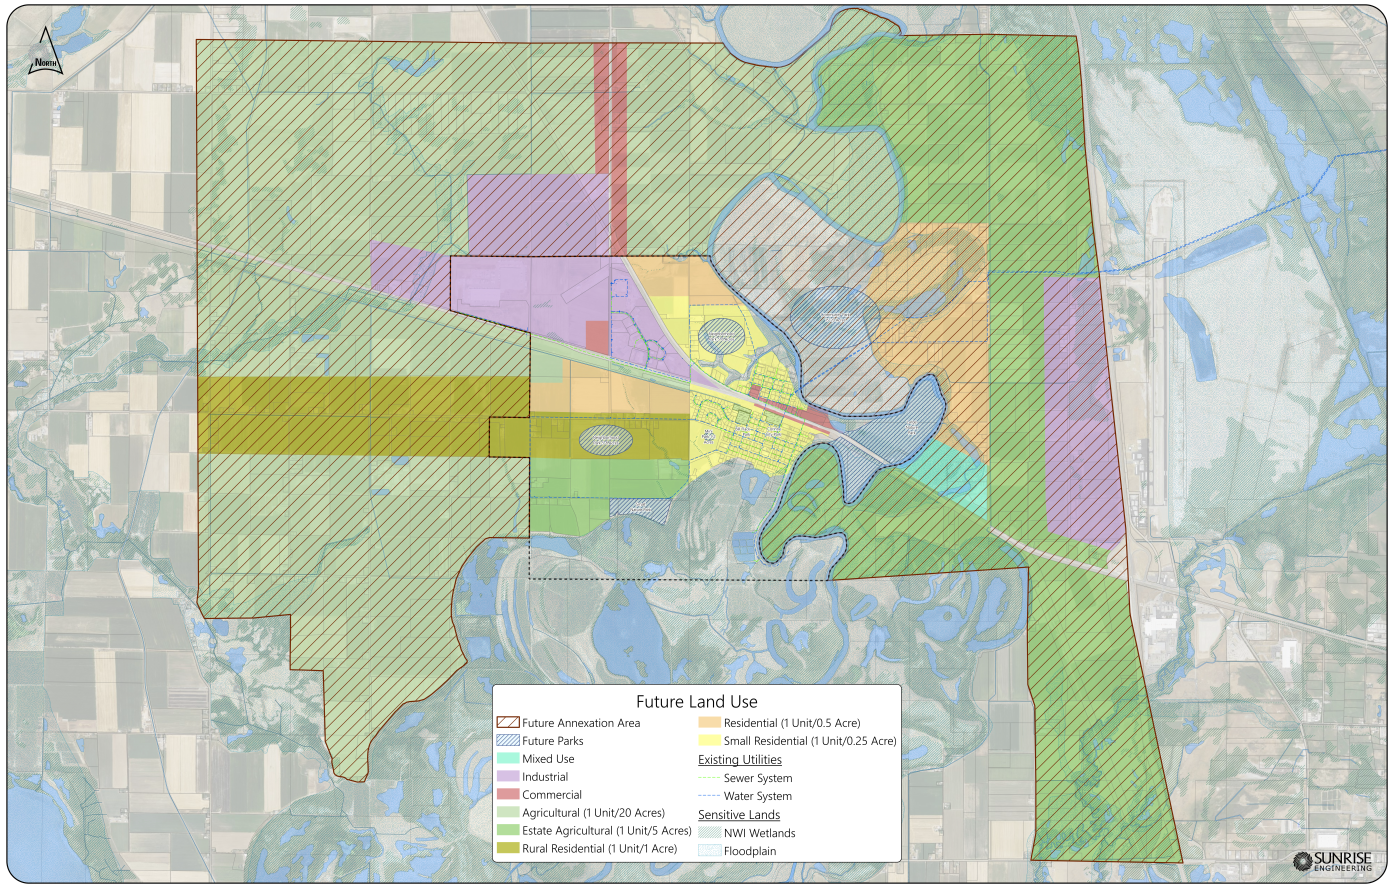 NORTH
Future Land Use
Future Annexation Area
Future Parks
Mixed Use
Industrial
Commercial
Agricultural (1 Unit/20 Acres)
Estate Agricultural (1 Unit/5 Acres)
Rural Residential (1 Unit/1 Acre)
Residential (1 Unit/0.5 Acre)
Small Residential (1 Unit/0.25 Acre)
Existing Utilities
Sewer System
Water System
Sensitive Lands
NWI Wetlands
Floodplain
SUNRISE
ENGINEERING